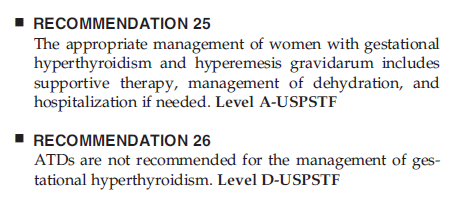 ■ RECOMMENDATION 25
The appropriate management of women with gestational
hyperthyroidism and hyperemesis gravidarum includes
supportive therapy, management of dehydration, and
hospitalization if needed. Level A-USPSTF
■ RECOMMENDATION 26
ATDs are not recommended for the management of ges-
tational hyperthyroidism. Level D-USPSTF